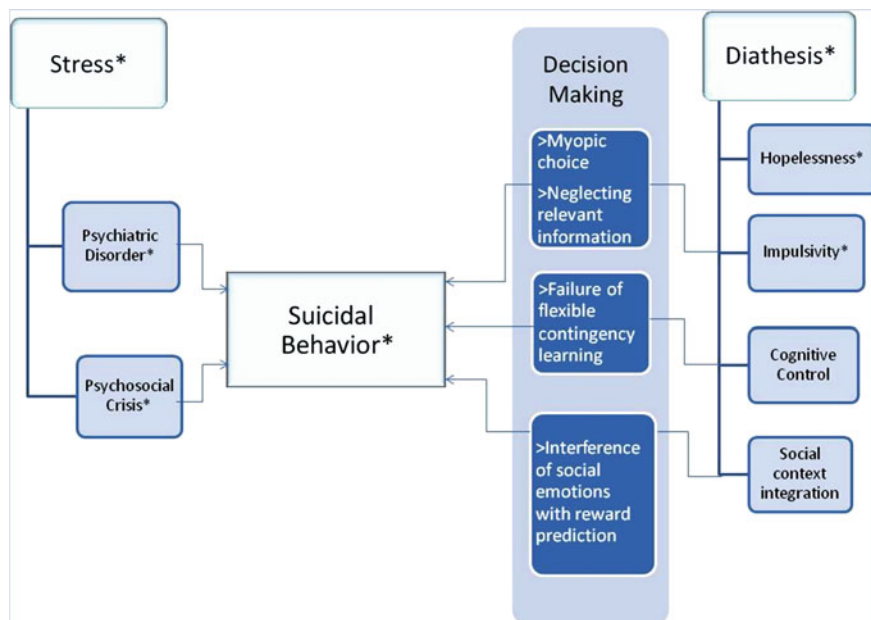 Stress*
Psychiatric
Disorder*
Psychosocial
Crisis*
Suicidal
Behavior*
Decision
Making
>Myopic
choice
>Neglecting
relevant
information
>Failure of
flexible
contingency
learning
>Interference
of social
emotions
with reward
prediction
Diathesis*
Hopelessness*
Impulsivity*
Cognitive
Control
Social
context
integration